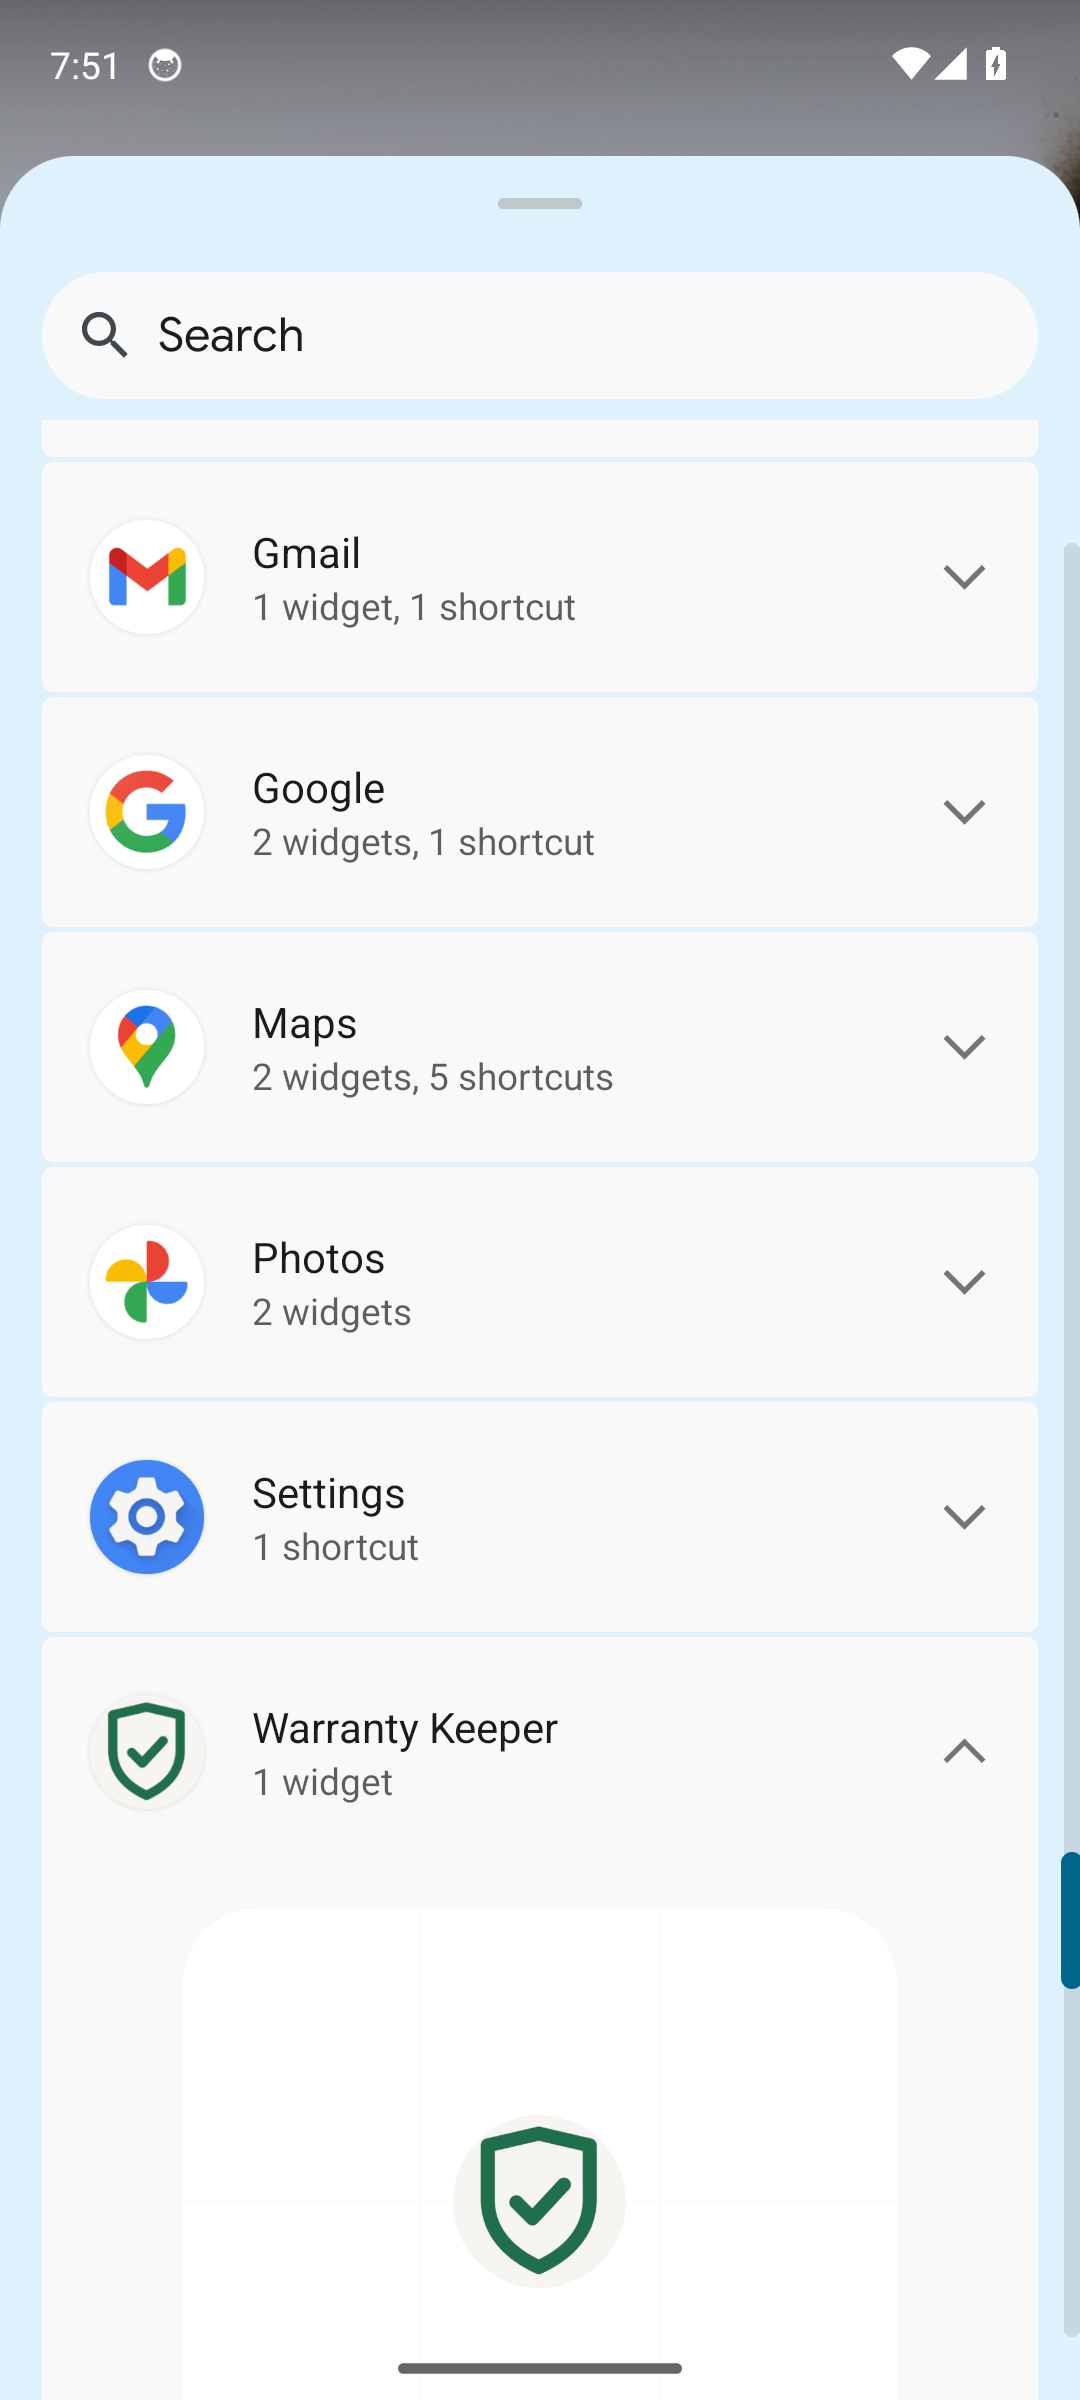 7:51
Search
Gmail
1 widget, 1 shortcut
Google
2 widgets, 1 shortcut
Maps
2 widgets, 5 shortcuts
Photos
2 widgets
Settings
1 shortcut
Warranty Keeper
1 widget